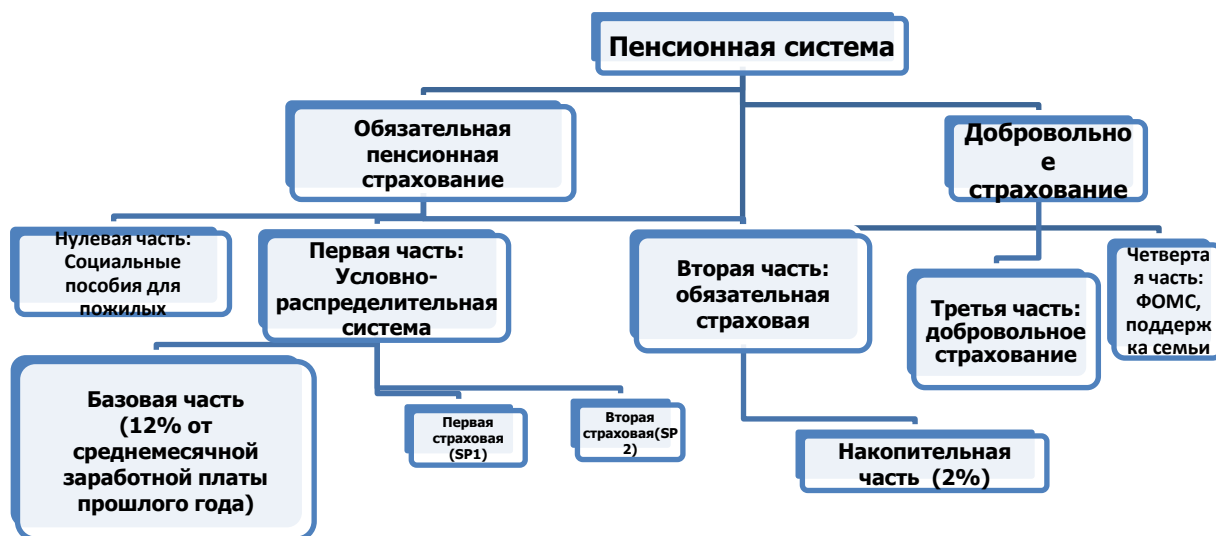 Пенсионная система
Обязательная
пенсионная
страхование
Добровольно
е
страхование
Нулевая часть:
Социальные
пособия для
пожилых
Первая часть:
Условно-
распределительная
система
Вторая часть:
обязательная
страховая
Третья часть:
добровольное
страхование
Четверта
я часть:
ФОМС,
поддерж
ка семьи
Базовая часть
(12% от
среднемесячной
заработной платы
прошлого года)
Первая
страховая
(SP1)
Вторая
страховая(SP
2)
Накопительная
часть (2%)